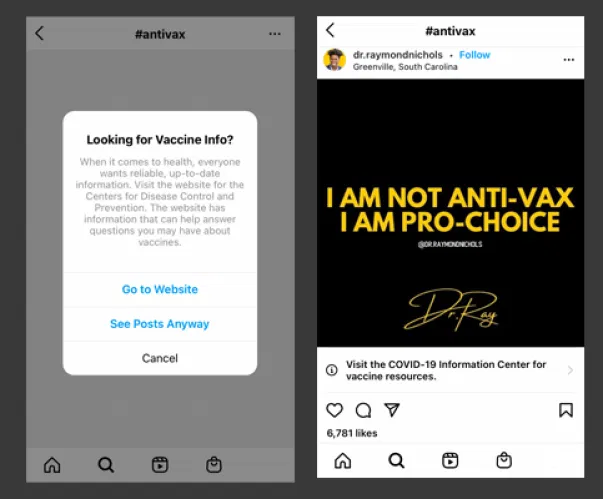 #antivax
Looking for Vaccine Info?
When it comes to health, everyone
wants reliable, up-to-date
information. Visit the website for the
Centers for Disease Control and
Prevention. The website has
information that can help answer
questions you may have about
vaccines.
Go to Website
See Posts Anyway
Cancel
#antivax
dr.raymondnichols • Follow
Greenville, South Carolina
I AM NOT ANTI-VAX
I AM PRO-CHOICE
@DR.RAYMONDNICHOLS
Dr.Ray
Visit the COVID-19 Information Center for
vaccine resources.
6,781 likes